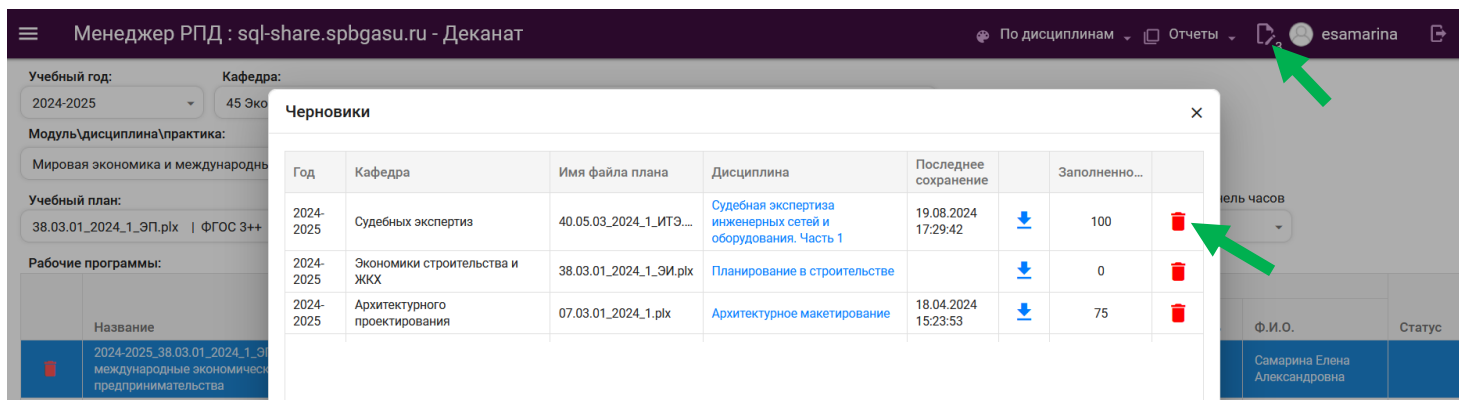 Менеджер РПД : sql-share.spbgasu.ru - Деканат
По дисциплинам
Отчеты
3
esamarina
Учебный год:
Кафедра:
2024-2025
45 Эко
Модуль\дисциплина\практика:
Мировая экономика и международнь
Учебный план:
38.03.01_2024_1_ЭП.plx | ФГОС 3++
нель часов
Рабочие программы:
Название
Ф.И.О.
Статус
2024-2025_38.03.01_2024_1_ЭГ
международные экономическ
предпринимательства
Самарина Елена
Александровна
Черновики
Год
Кафедра
Имя файла плана
Дисциплина
Последнее
сохранение
Заполненно...
2024-
2025
Судебных экспертиз
40.05.03_2024_1_ИТЭ....
Судебная экспертиза
инженерных сетей и
оборудования. Часть 1
19.08.2024
17:29:42
100
2024-
2025
Экономики строительства и
ЖКХ
38.03.01_2024_1_ЭИ.plx
Планирование в строительстве
0
2024-
2025
Архитектурного
проектирования
07.03.01_2024_1.plx
Архитектурное макетирование
18.04.2024
15:23:53
75